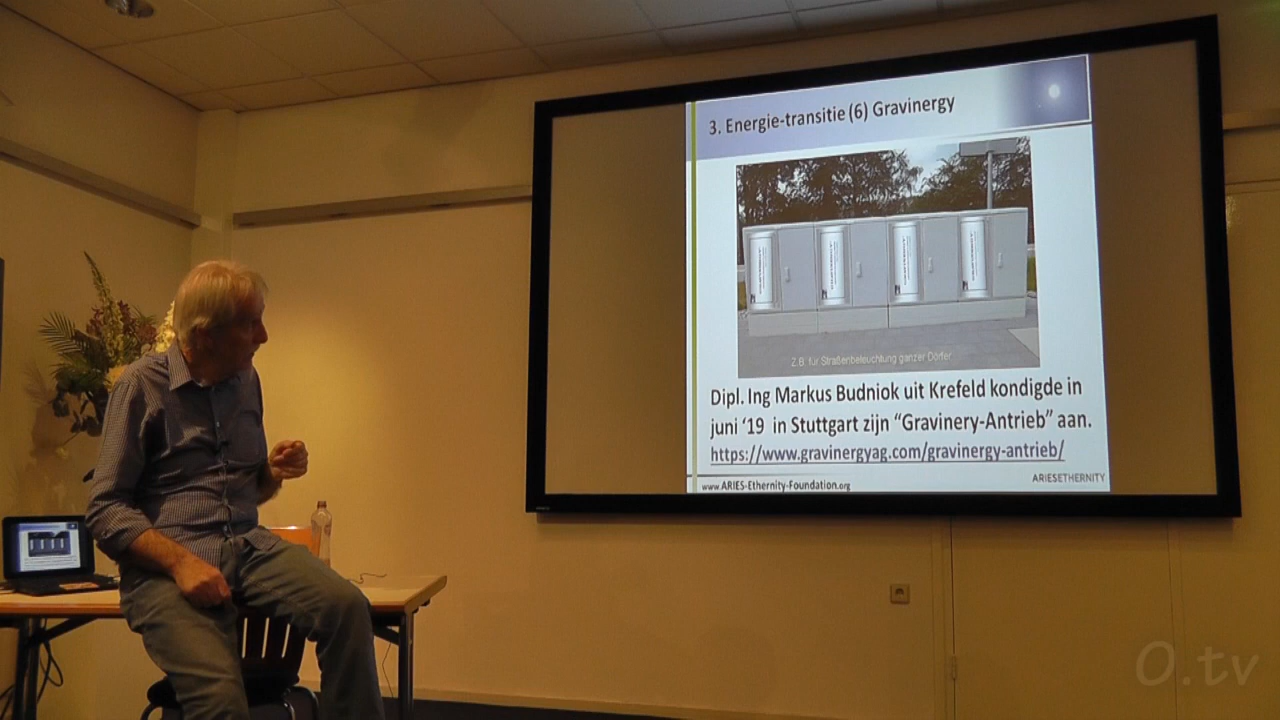 3. Energie-transitie (6) Gravinergy
Z.B. für Straßenbeleuchtung ganzer Dörfer
Dipl. Ing Markus Budniok uit Krefeld kondigde in
juni ‘19 in Stuttgart zijn “Gravinery-Antrieb” aan.
https://www.gravinergyag.com/gravinergy-antrieb/
www.ARIES-Ethernity-Foundation.org
ARIESETHERNITY
O.tv